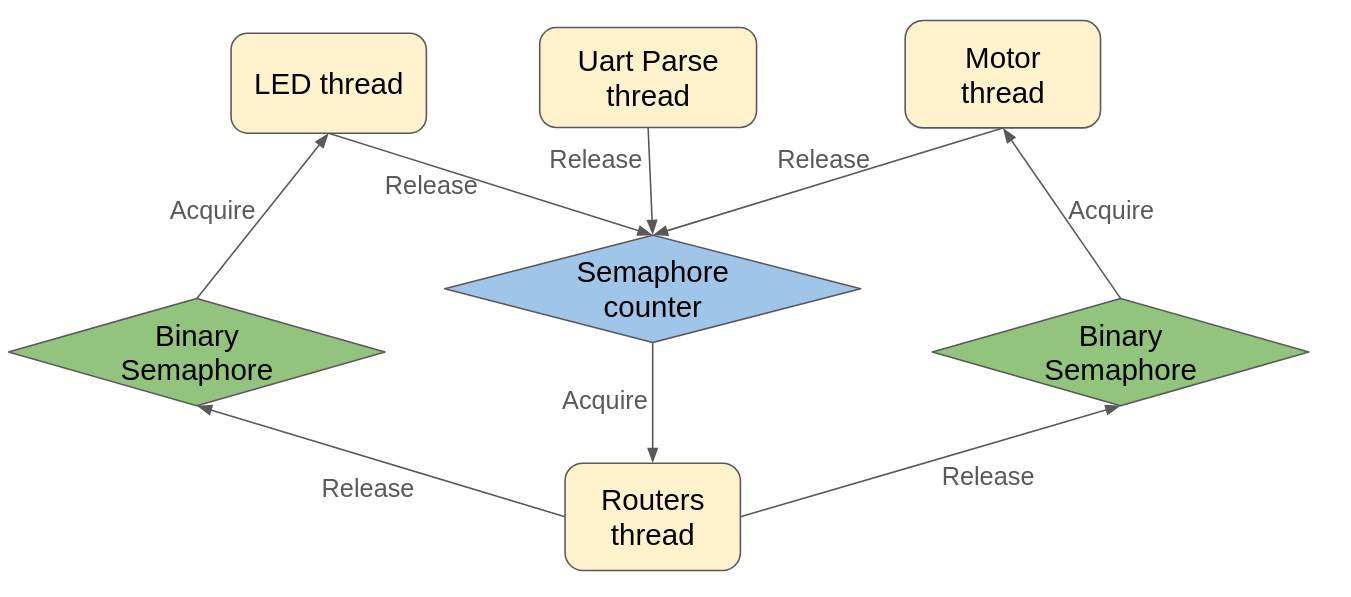 LED thread
Uart Parse
thread
Motor
thread
Release
Release
Release
Acquire
Acquire
Semaphore
counter
Binary
Semaphore
Binary
Semaphore
Acquire
Release
Release
Routers
thread